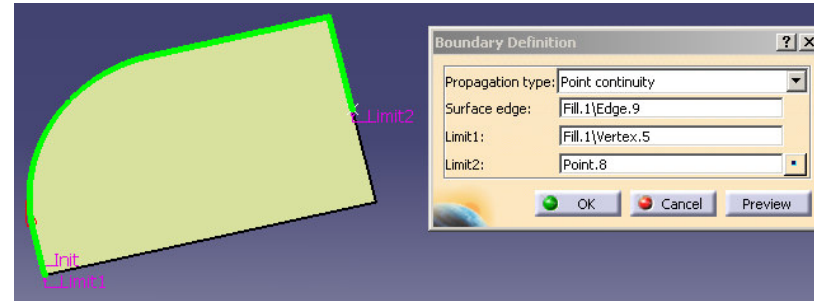 Boundary Definition
? X
Propagation type: Point continuity
Surface edge: Fill.1\Edge.9
Limit1: Fill.1\Vertex.5
Limit2: Point.8
OK Cancel Preview
Limit2
Init
Limit1